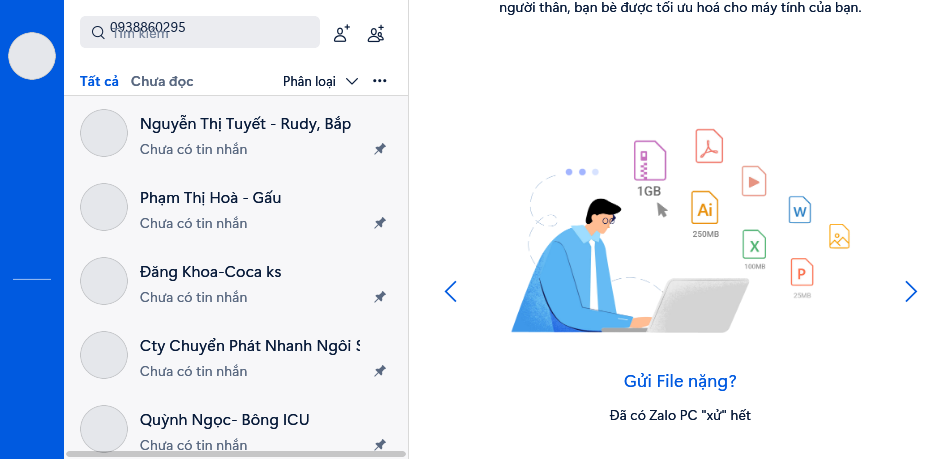 0938860295
Tìm kiếm
Tất cả Chưa đọc Phân loại
Nguyễn Thị Tuyết - Rudy, Bắp
Chưa có tin nhắn
Phạm Thị Hoà - Gấu
Chưa có tin nhắn
Đăng Khoa-Coca ks
Chưa có tin nhắn
Cty Chuyển Phát Nhanh Ngôi S
Chưa có tin nhắn
Quỳnh Ngọc- Bông ICU
Chưa có tin nhắn
người thân, bạn bè được tối ưu hoá cho máy tính của bạn.
1GB
Ai
250MB
W
X
100MB
P
25MB
Gửi File nặng?
Đã có Zalo PC "xử" hết